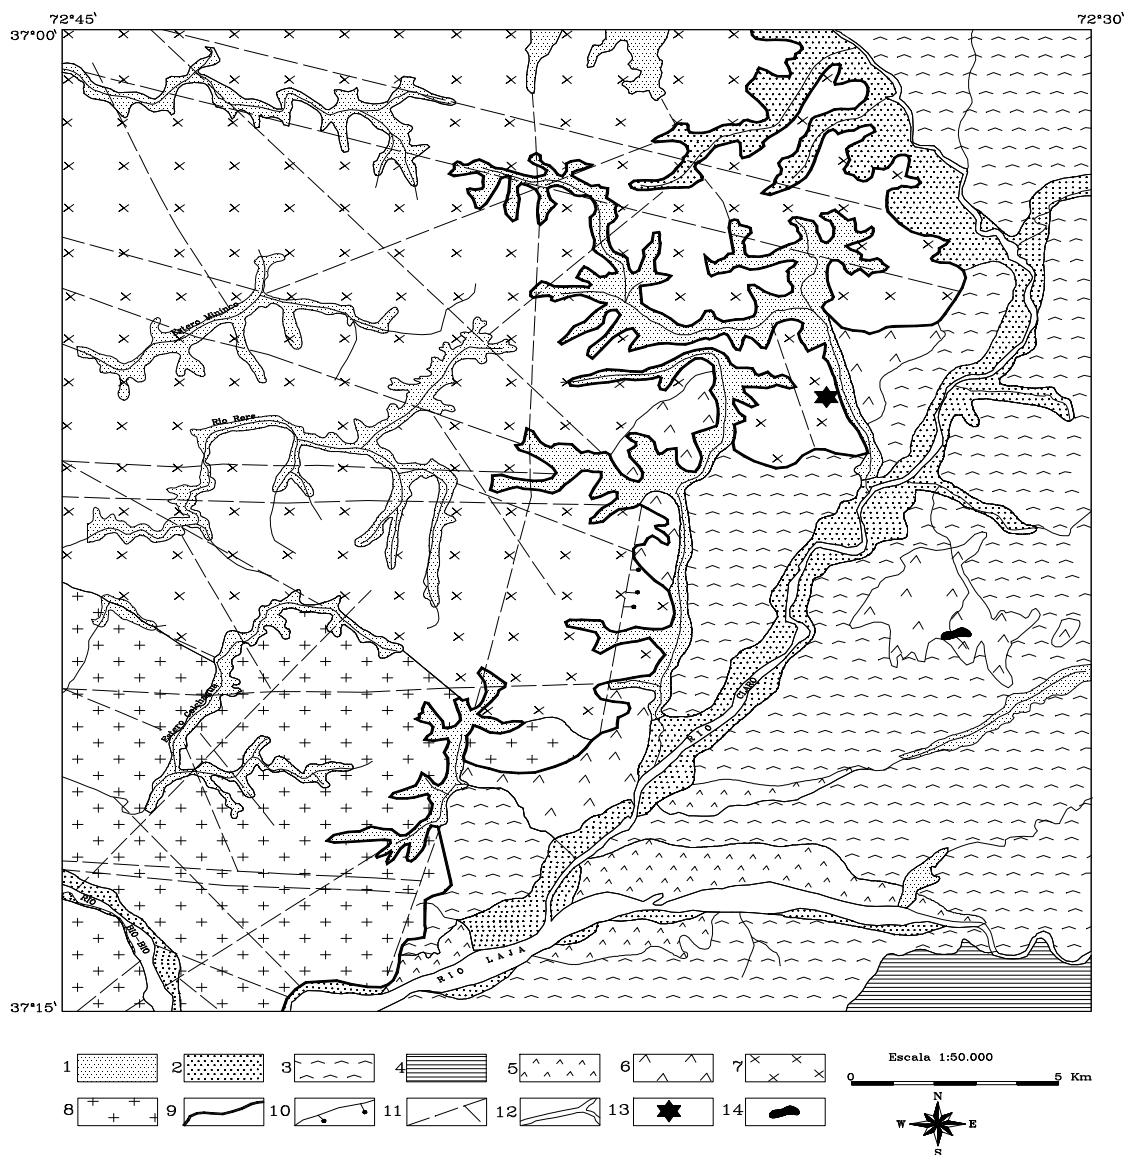 72°45'
72°30'
37°00'
Estero Mininco
Rio Rere
RIO CLARO
RIO
BIO-BIO
RIO LAJA
37°15'
1 2 3 4 5 6 7
8 9 10 11 12 13 14
Escala 1:50.000
0 5 Km
N
W E
S